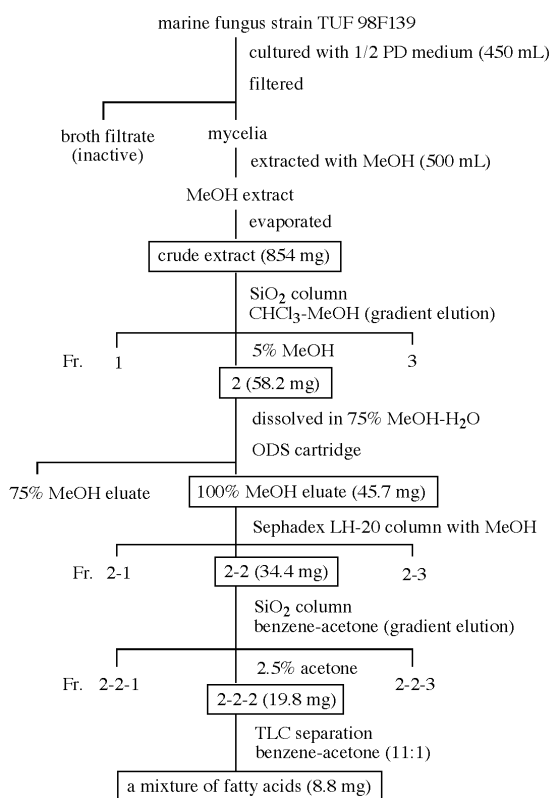 marine fungus strain TUF 98F139
cultured with 1/2 PD medium (450 mL)
filtered
broth filtrate
(inactive)
mycelia
extracted with MeOH (500 mL)
MeOH extract
evaporated
crude extract (854 mg)
SiO2 column
CHCl3-MeOH (gradient elution)
5% MeOH
Fr. 1 3
2 (58.2 mg)
dissolved in 75% MeOH-H2O
ODS cartridge
75% MeOH eluate
100% MeOH eluate (45.7 mg)
Sephadex LH-20 column with MeOH
Fr. 2-1 2-2 (34.4 mg) 2-3
SiO2 column
benzene-acetone (gradient elution)
2.5% acetone
Fr. 2-2-1 2-2-3
2-2-2 (19.8 mg)
TLC separation
benzene-acetone (11:1)
a mixture of fatty acids (8.8 mg)